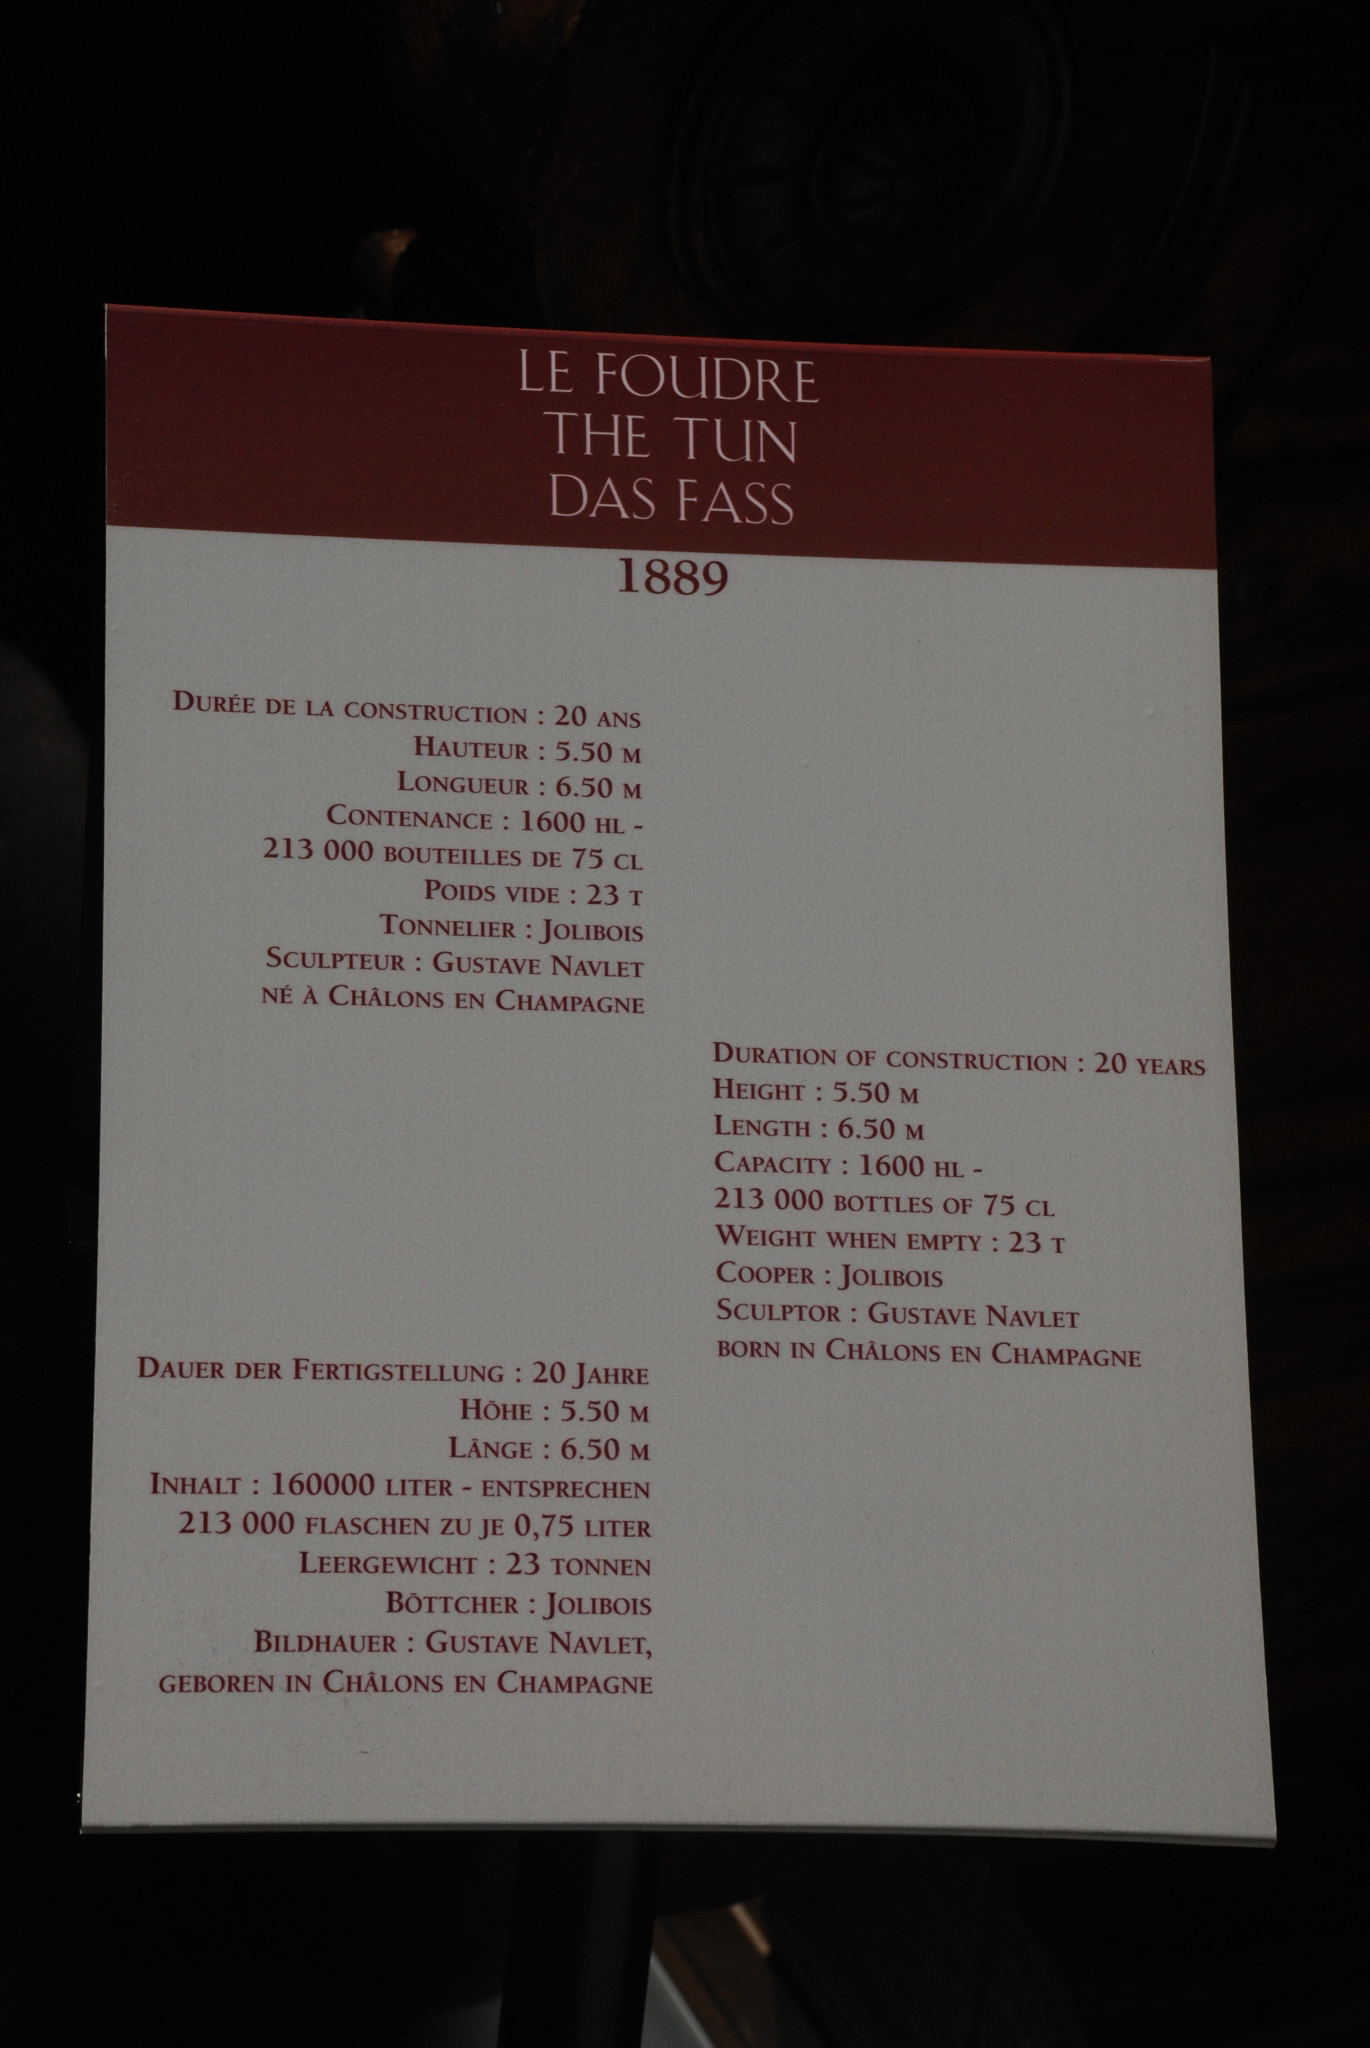 LE FOUDRE
THE TUN
DAS FASS
1889
DURÉE DE LA CONSTRUCTION : 20 ANS
HAUTEUR : 5.50 M
LONGUEUR : 6.50 M
CONTENANCE : 1600 HL -
213 000 BOUTEILLES DE 75 CL
POIDS VIDE : 23 T
TONNELIER : JOLIBOIS
SCULPTEUR : GUSTAVE NAVLET
NÉ À CHÂLONS EN CHAMPAGNE
DURATION OF CONSTRUCTION : 20 YEARS
HEIGHT : 5.50 M
LENGTH : 6.50 M
CAPACITY : 1600 HL -
213 000 BOTTLES OF 75 CL
WEIGHT WHEN EMPTY : 23 T
COOPER : JOLIBOIS
SCULPTOR : GUSTAVE NAVLET
BORN IN CHÂLONS EN CHAMPAGNE
DAUER DER FERTIGSTELLUNG : 20 JAHRE
HÖHE : 5.50 M
LÄNGE : 6.50 M
INHALT : 160000 LITER - ENTSPRECHEN
213 000 FLASCHEN ZU JE 0,75 LITER
LEERGEWICHT : 23 TONNEN
BÖTTCHER : JOLIBOIS
BILDHAUER : GUSTAVE NAVLET,
GEBOREN IN CHÂLONS EN CHAMPAGNE